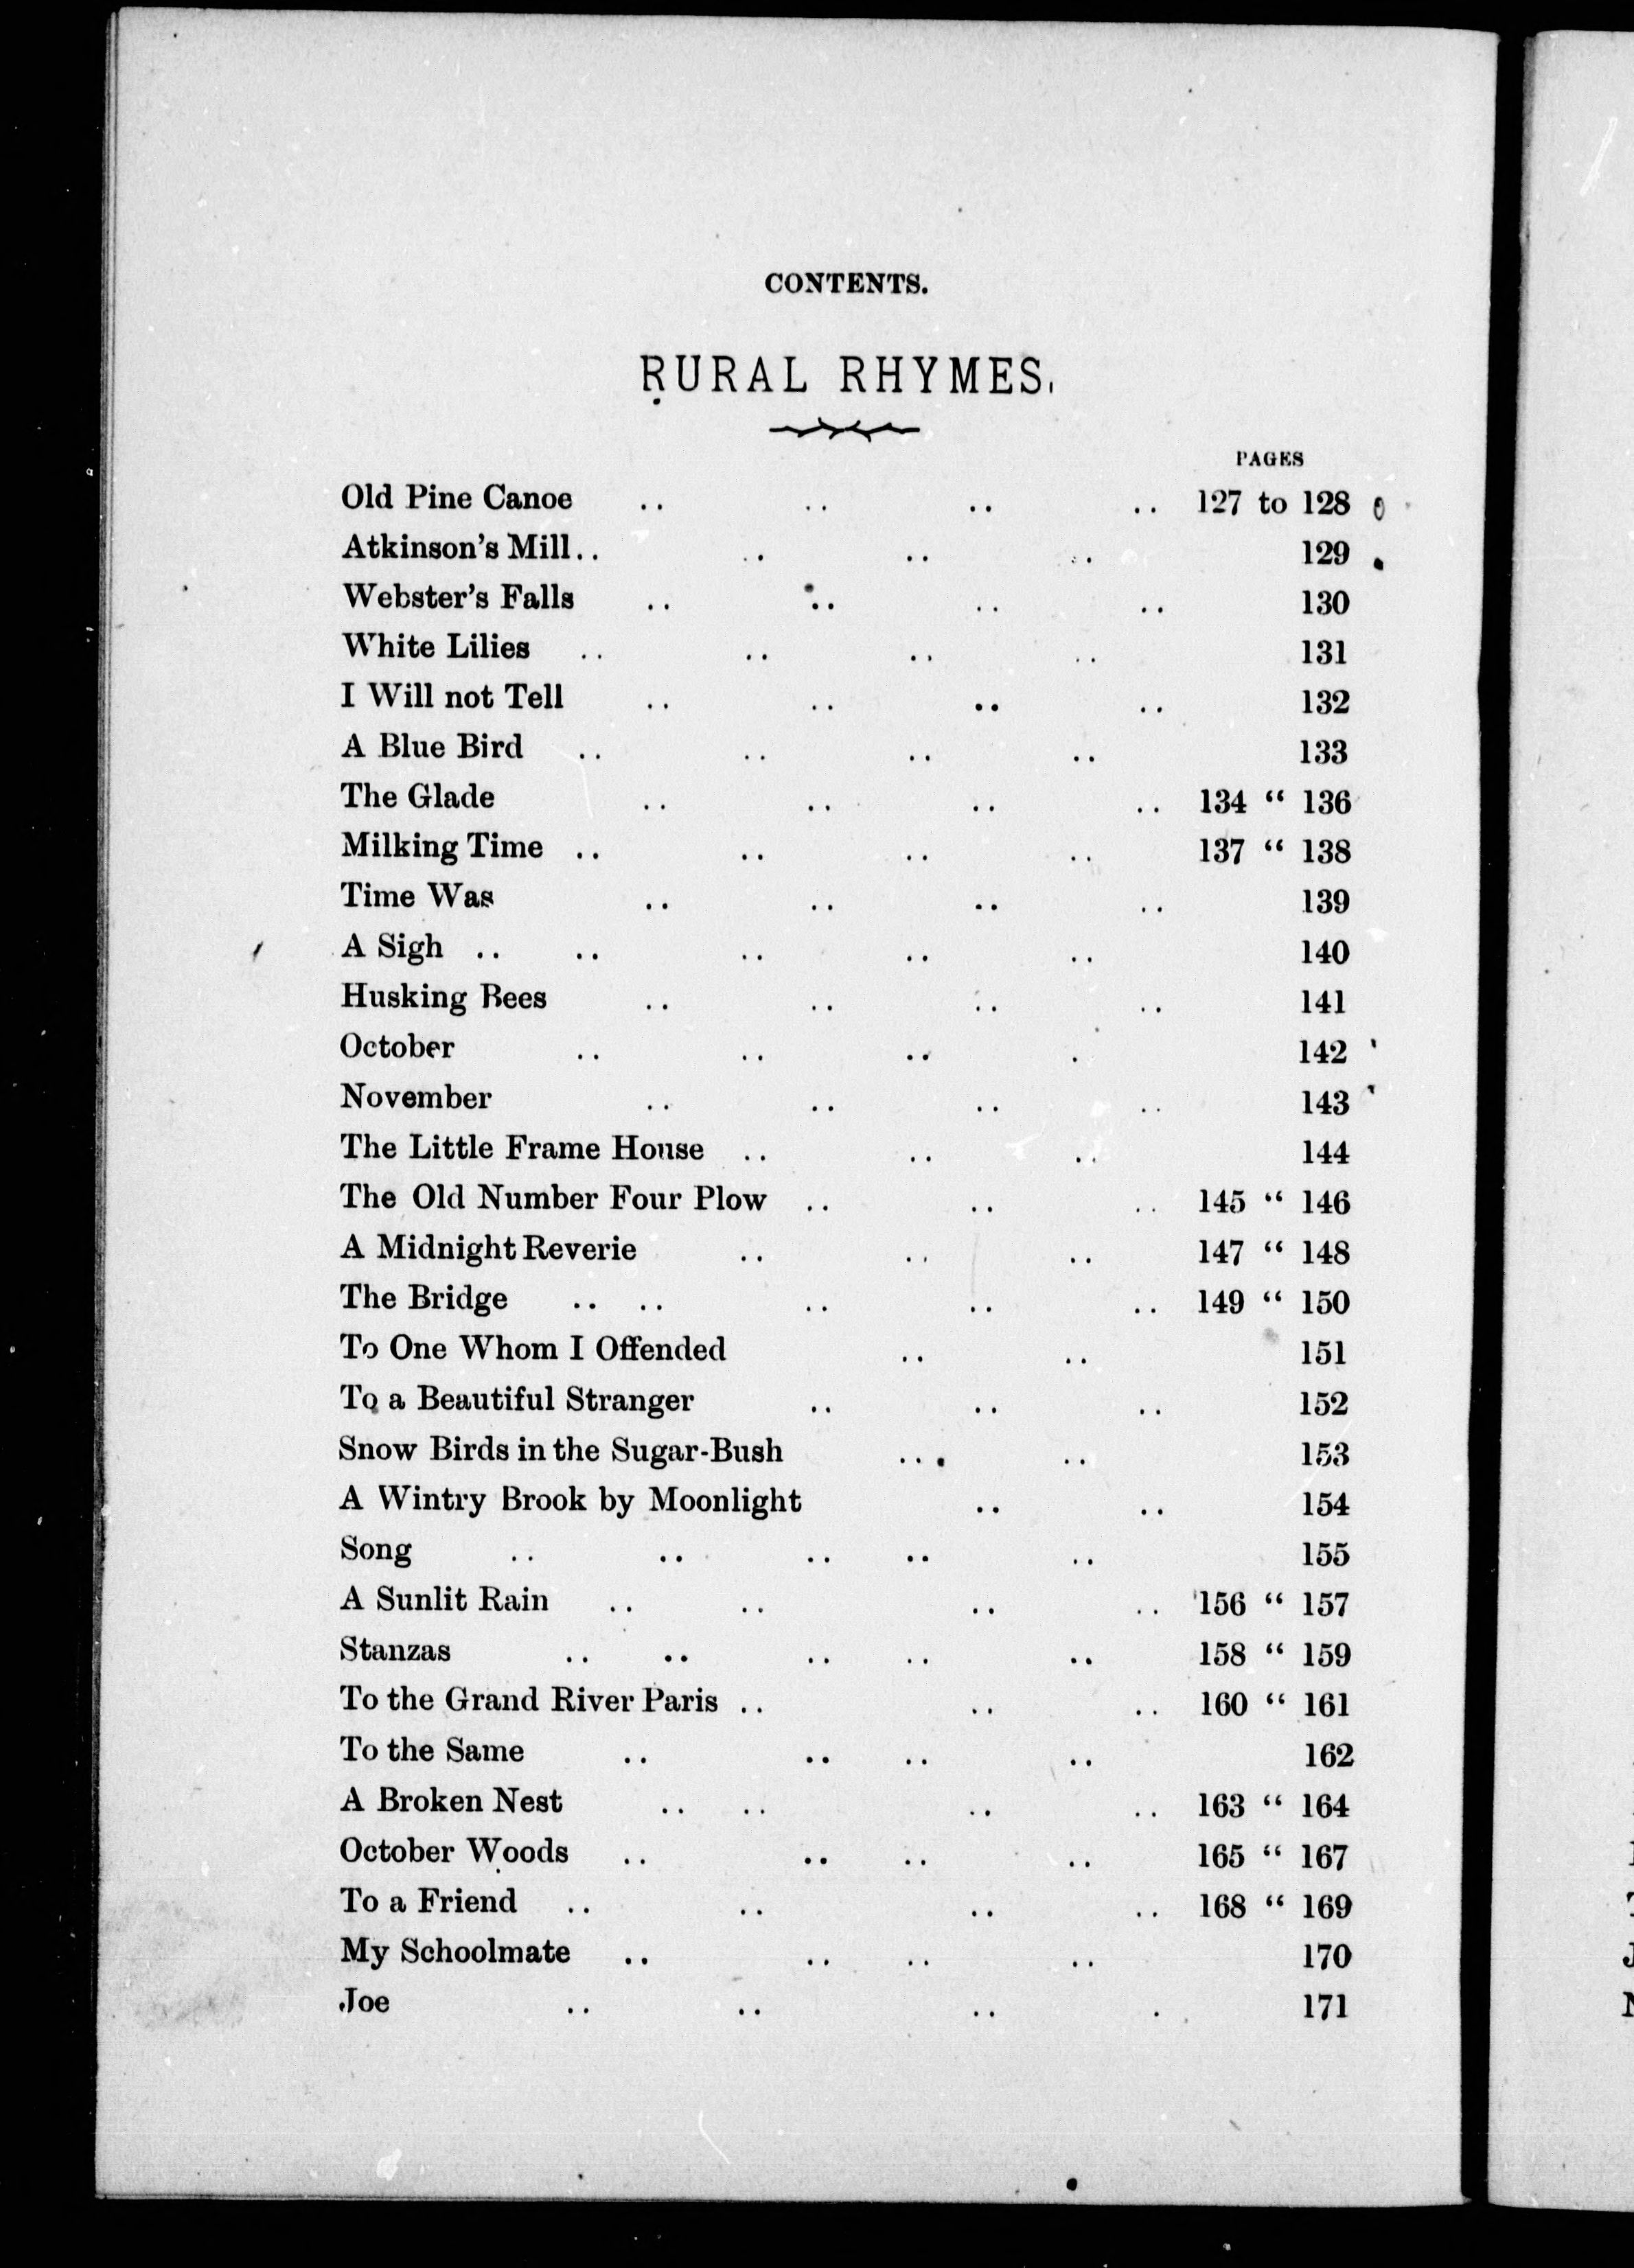 CONTENTS.
RURAL RHYMES.
PAGES
Old Pine Canoe .. .. .. .. 127 to 128
Atkinson's Mill.. .. .. .. 129
Webster's Falls .. .. .. .. 130
White Lilies .. .. .. .. 131
I Will not Tell .. .. .. .. 132
A Blue Bird .. .. .. .. 133
The Glade .. .. .. .. 134 “ 136
Milking Time .. .. .. .. 137 “ 138
Time Was .. .. .. .. 139
A Sigh .. .. .. .. .. 140
Husking Bees .. .. .. .. 141
October .. .. .. . 142
November .. .. .. .. 143
The Little Frame House .. .. .. 144
The Old Number Four Plow .. .. .. 145 “ 146
A Midnight Reverie .. .. .. 147 “ 148
The Bridge .. .. .. .. .. 149 “ 150
To One Whom I Offended .. .. 151
To a Beautiful Stranger .. .. .. 152
Snow Birds in the Sugar-Bush ... .. 153
A Wintry Brook by Moonlight .. .. 154
Song .. .. .. .. .. 155
A Sunlit Rain .. .. .. .. 156 “ 157
Stanzas .. .. .. .. .. 158 “ 159
To the Grand River Paris .. .. .. 160 “ 161
To the Same .. .. .. .. 162
A Broken Nest .. .. .. .. 163 “ 164
October Woods .. .. .. .. 165 “ 167
To a Friend .. .. .. .. 168 “ 169
My Schoolmate .. .. .. .. 170
Joe .. .. .. . 171